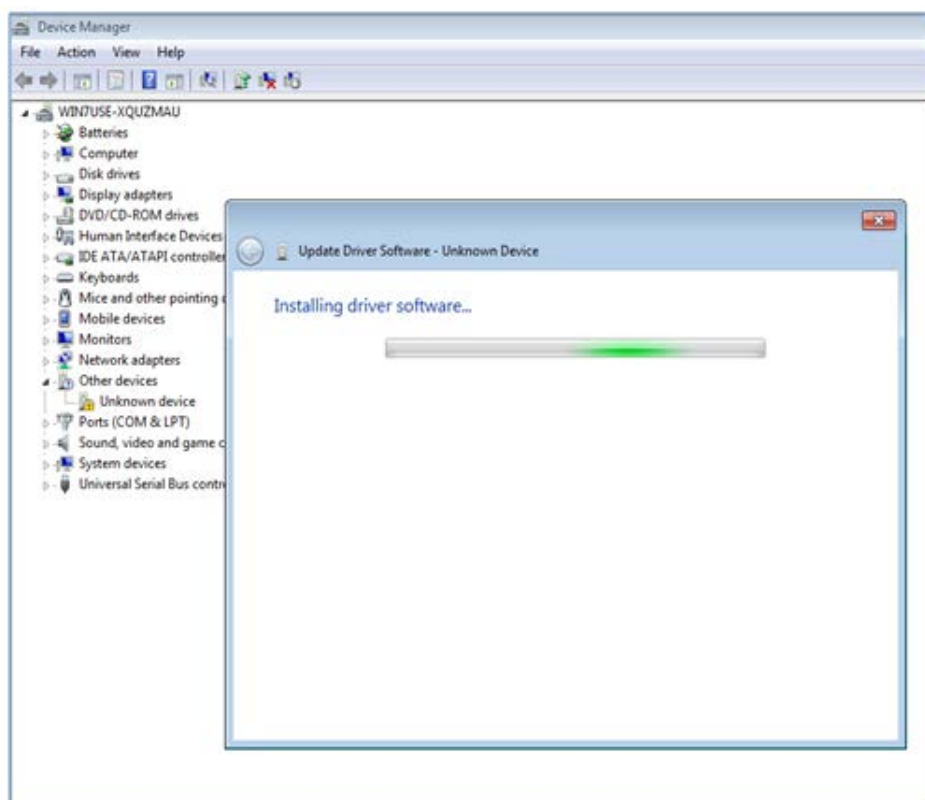 Device Manager
File Action View Help
WIN7USE-XQUZMAU
Batteries
Computer
Disk drives
Display adapters
DVD/CD-ROM drives
Human Interface Devices
IDE ATA/ATAPI controller
Keyboards
Mice and other pointing
Mobile devices
Monitors
Network adapters
Other devices
Unknown device
Ports (COM & LPT)
Sound, video and game
System devices
Universal Serial Bus contr
Update Driver Software - Unknown Device
Installing driver software...